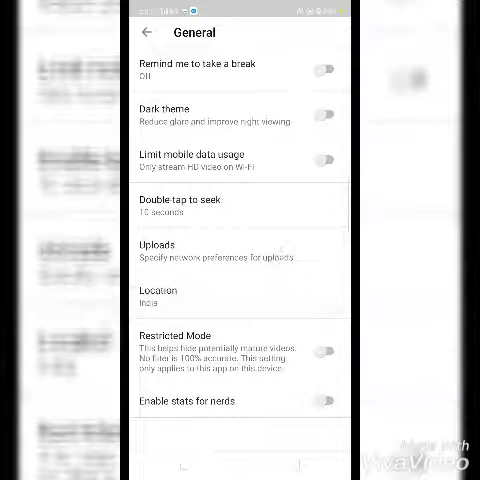 General
Remind me to take a break
Off
Dark theme
Reduce glare and improve night viewing
Limit mobile data usage
Only stream HD video on Wi-Fi
Double-tap to seek
10 seconds
Uploads
Specify network preferences for uploads
Location
India
Restricted Mode
This helps hide potentially mature videos.
No filter is 100% accurate. This setting
only applies to this app on this device.
Enable stats for nerds
Made With
VivaVideo